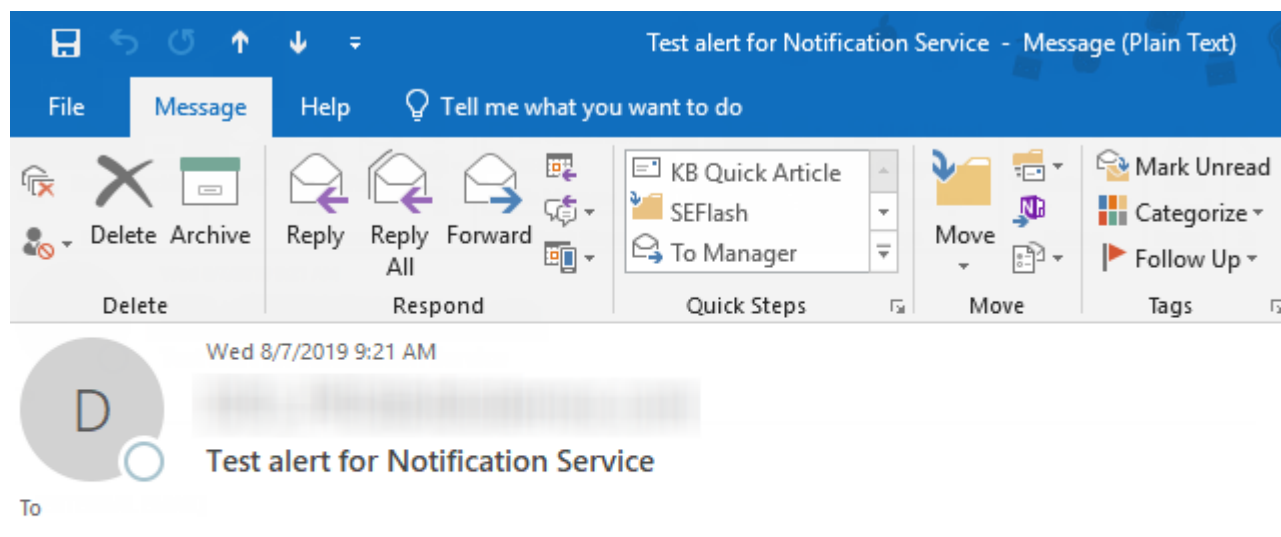 Test alert for Notification Service - Message (Plain Text)
File Message Help Tell me what you want to do
Delete Archive Reply Reply All Forward
KB Quick Article
SEFlash
To Manager
Move
Mark Unread
Categorize
Follow Up
Delete Respond Quick Steps Move Tags
Wed 8/7/2019 9:21 AM
D
Test alert for Notification Service
To